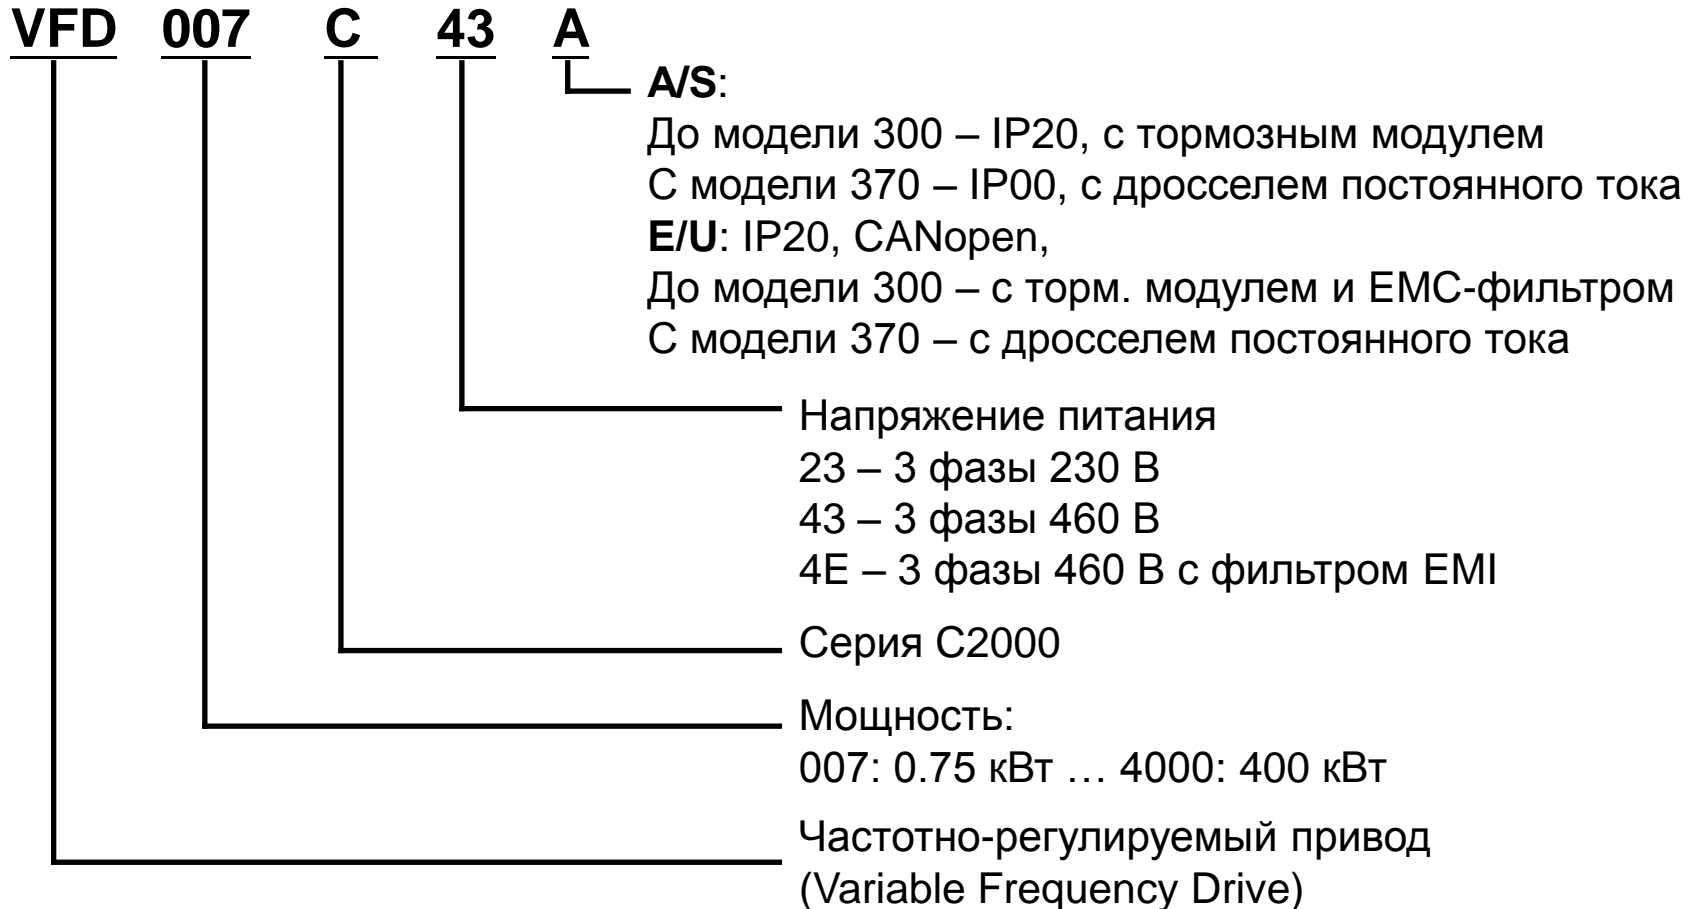 VFD 007 C 43 A
A/S:
До модели 300 – IP20, с тормозным модулем
С модели 370 – IP00, с дросселем постоянного тока
E/U: IP20, CANopen,
До модели 300 – с торм. модулем и ЕМС-фильтром
С модели 370 – с дросселем постоянного тока
Напряжение питания
23 – 3 фазы 230 В
43 – 3 фазы 460 В
4E – 3 фазы 460 В с фильтром EMI
Серия C2000
Мощность:
007: 0.75 кВт … 4000: 400 кВт
Частотно-регулируемый привод
(Variable Frequency Drive)